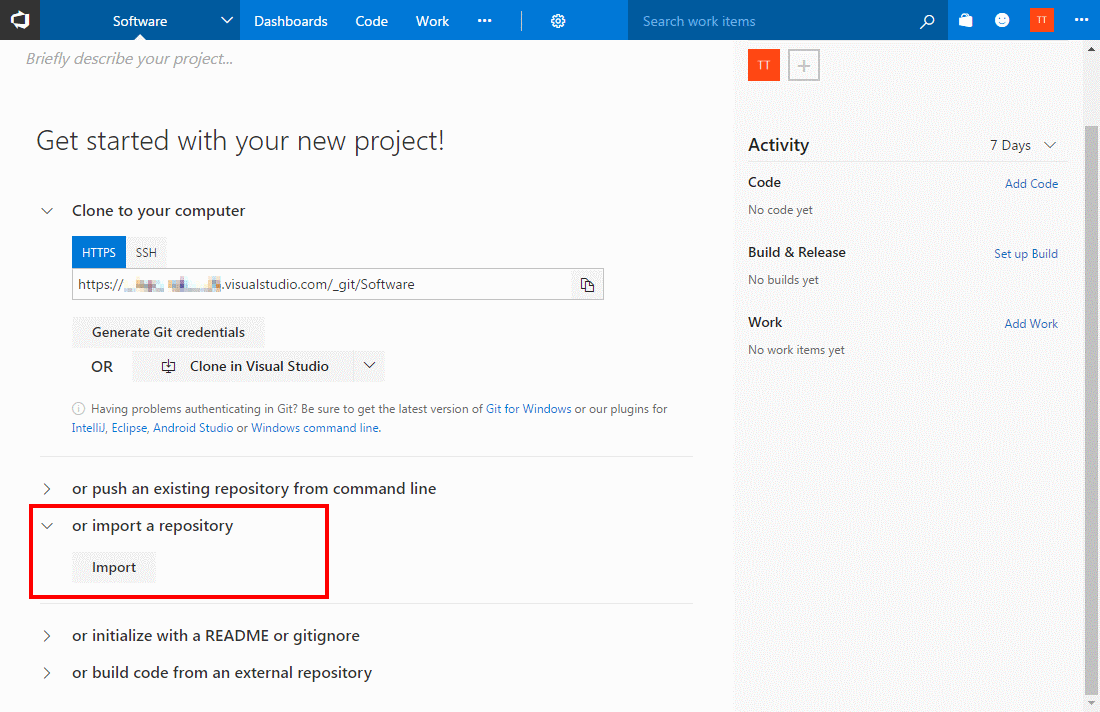 Software Dashboards Code Work ... Search work items TT ...
Briefly describe your project...
TT +
Get started with your new project!
Clone to your computer
HTTPS SSH
https:// .visualstudio.com/_git/Software
Generate Git credentials
OR Clone in Visual Studio
Having problems authenticating in Git? Be sure to get the latest version of Git for Windows or our plugins for
IntelliJ, Eclipse, Android Studio or Windows command line.
or push an existing repository from command line
or import a repository
Import
or initialize with a README or gitignore
or build code from an external repository
Activity 7 Days
Code Add Code
No code yet
Build & Release Set up Build
No builds yet
Work Add Work
No work items yet